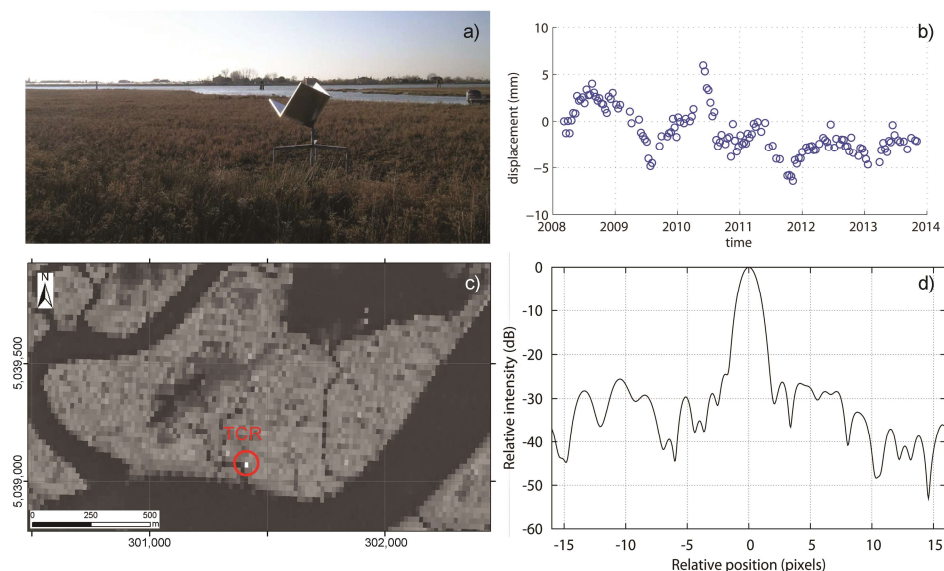 a)
b)
10
5
0
−5
−10
displacement (mm)
2008 2009 2010 2011 2012 2013 2014
time
c)
N
5,039,500
5,039,000
TCR
0 250 500
m
301,000 302,000
d)
0
-10
-20
-30
-40
-50
-60
Relative intensity (dB)
-15 -10 -5 0 5 10 15
Relative position (pixels)